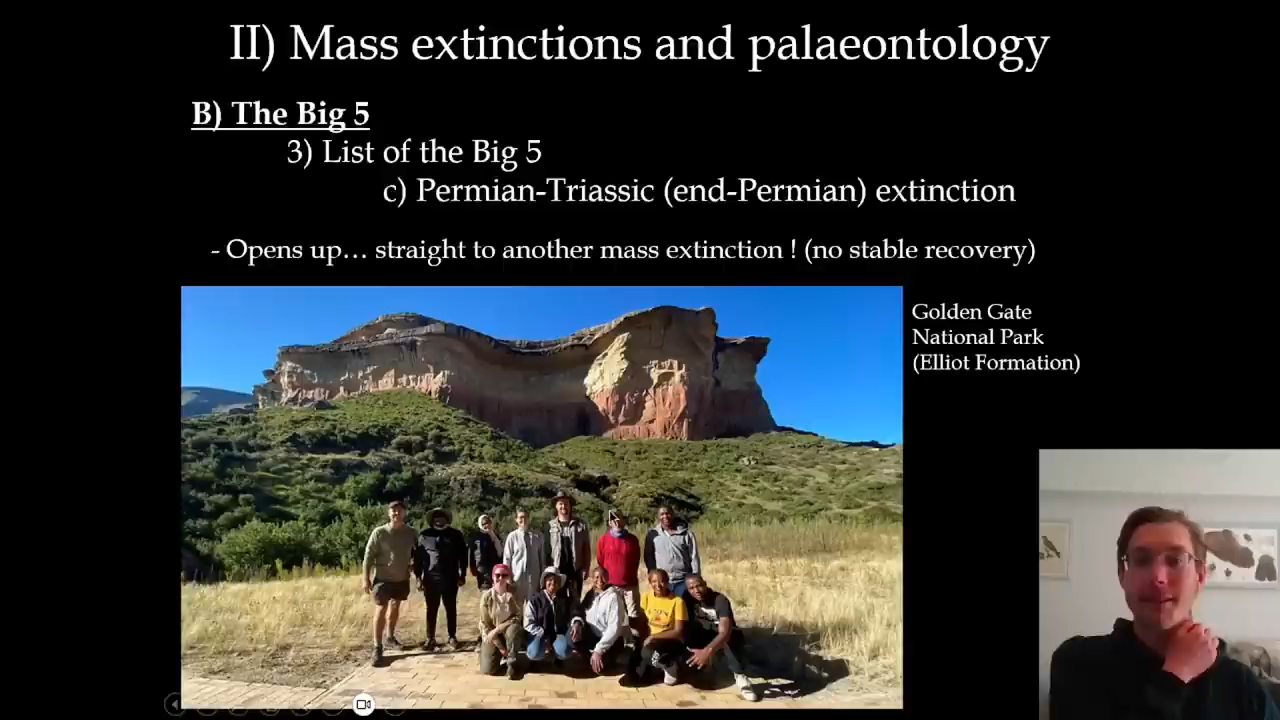 II) Mass extinctions and palaeontology
B) The Big 5
3) List of the Big 5
c) Permian-Triassic (end-Permian) extinction
- Opens up… straight to another mass extinction ! (no stable recovery)
Golden Gate
National Park
(Elliot Formation)